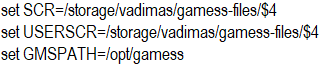 set SCR=/storage/vadimas/gamess-files/$4
set USERSCR=/storage/vadimas/gamess-files/$4
set GMSPATH=/opt/gamess